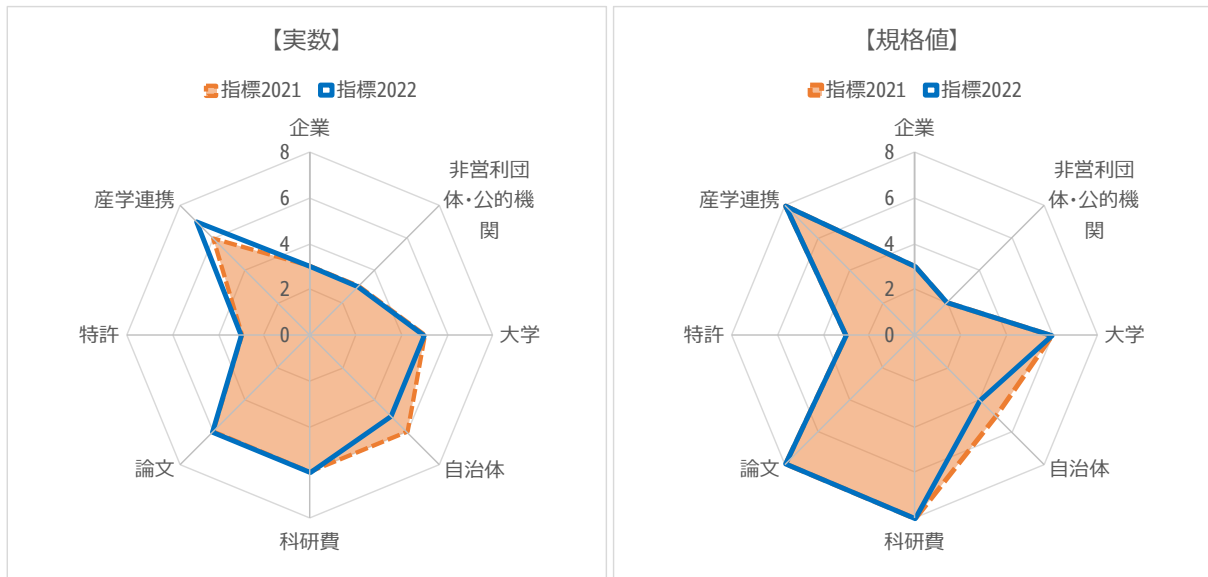 【実数】
指標2021 指標2022
企業
非営利団
体・公的機
関
大学
自治体
科研費
論文
特許
産学連携
8
6
4
2
0
【規格値】
指標2021 指標2022
企業
非営利団
体・公的機
関
大学
自治体
科研費
論文
特許
産学連携
8
6
4
2
0